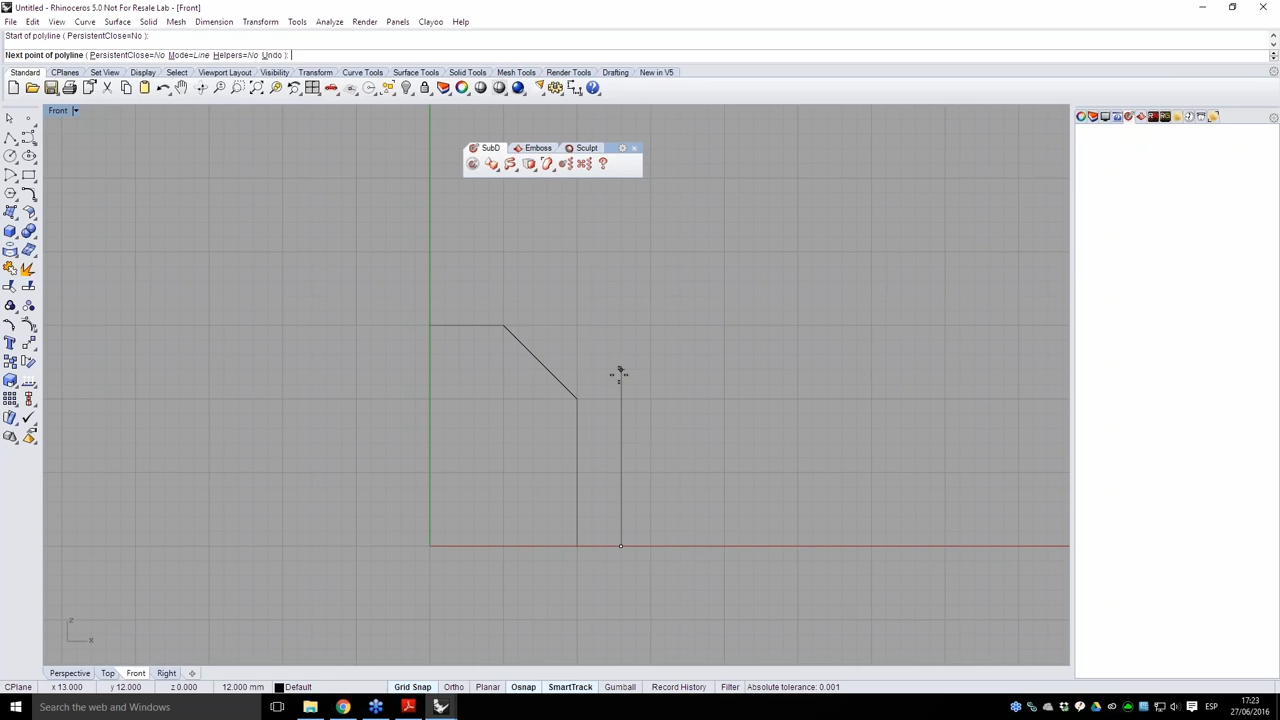 Untitled - Rhinoceros 5.0 Not For Resale Lab - [Front]
File Edit View Curve Surface Solid Mesh Dimension Transform Tools Analyze Render Panels Clayoo Help
Start of polyline ( PersistentClose=No ):
Next point of polyline ( PersistentClose=No Mode=Line Helpers=No Undo ):
Standard CPlanes Set View Display Select Viewport Layout Visibility Transform Curve Tools Surface Tools Solid Tools Mesh Tools Render Tools Drafting New in V5
Front
SubD Emboss Sculpt
z
x
Perspective Top Front Right
CPlane x 13.000 y 12.000 z 0.000 12.000 mm Default Grid Snap Ortho Planar Osnap SmartTrack Gumball Record History Filter Absolute tolerance: 0.001
Search the web and Windows
ESP
17:23
27/06/2016